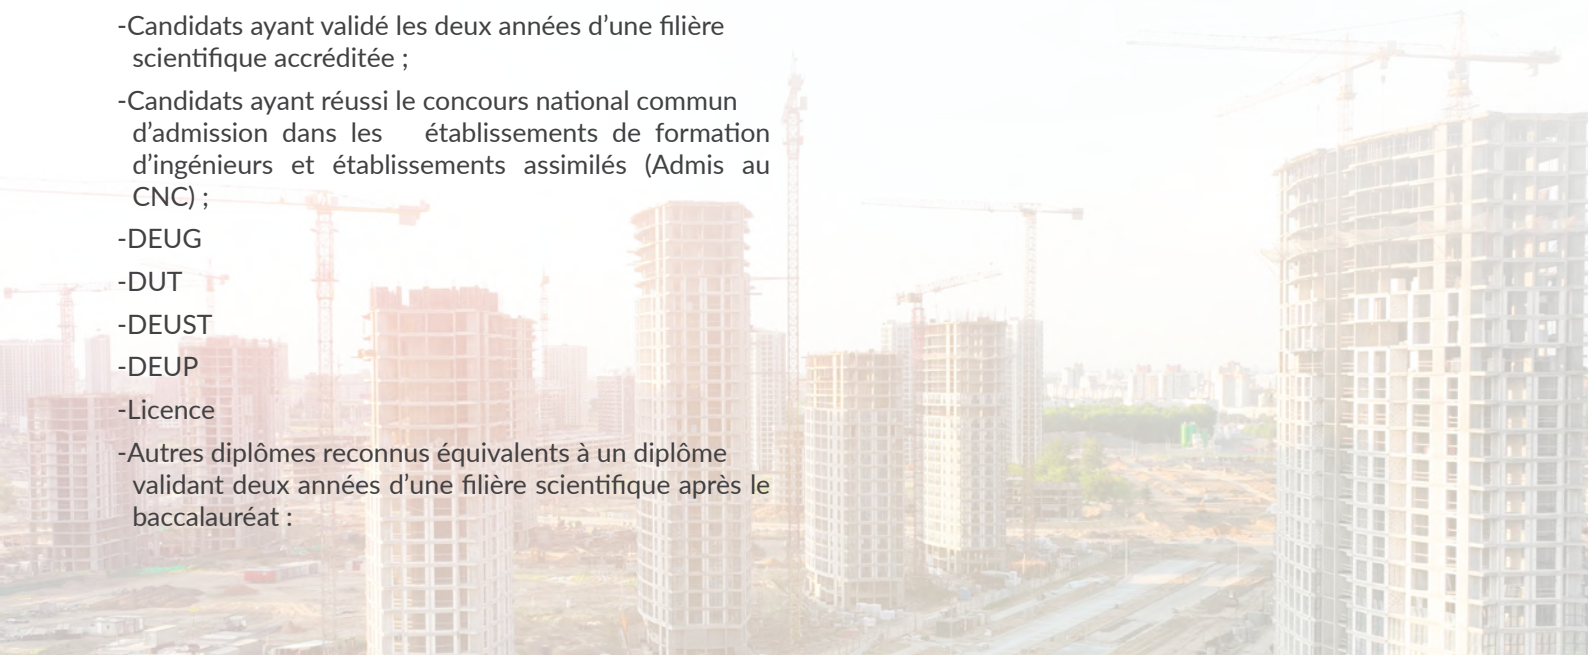 -Candidats ayant validé les deux années d’une filière
scientifique accréditée ;
-Candidats ayant réussi le concours national commun
d’admission dans les établissements de formation
d’ingénieurs et établissements assimilés (Admis au
CNC) ;
-DEUG
-DUT
-DEUST
-DEUP
-Licence
-Autres diplômes reconnus équivalents à un diplôme
validant deux années d’une filière scientifique après le
baccalauréat :